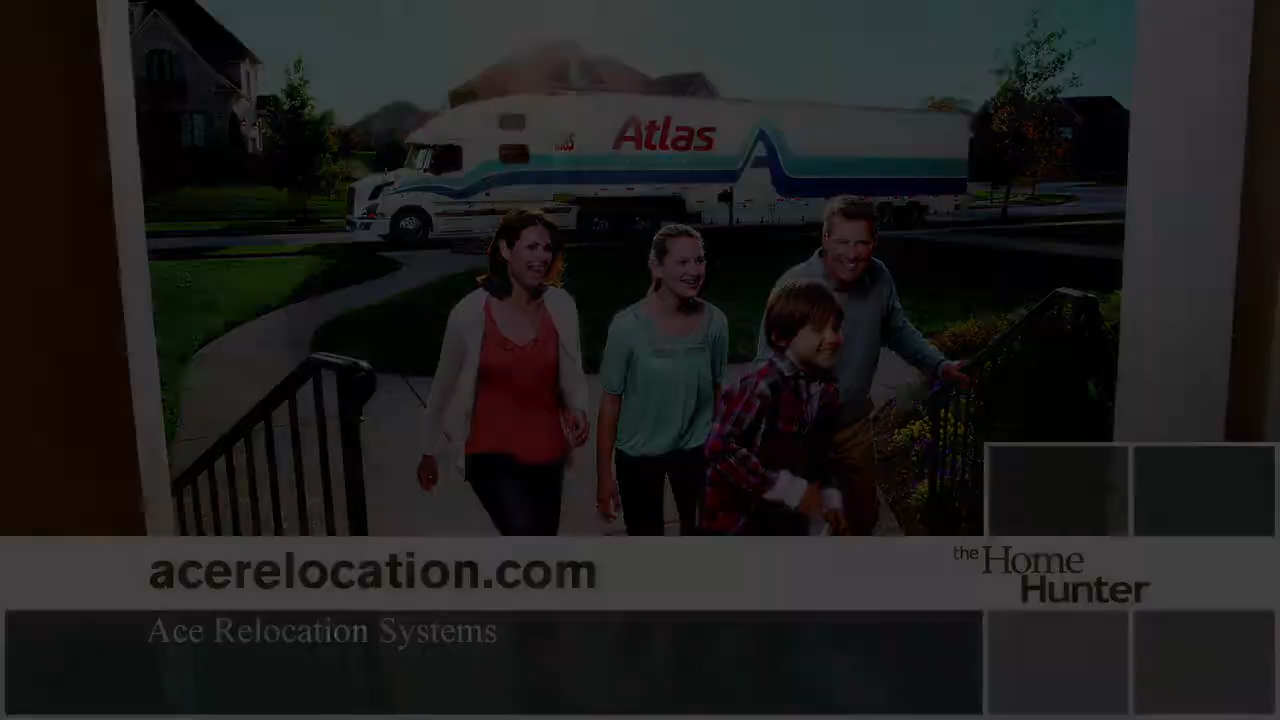 Atlas
acerelocation.com
the Home
Hunter
Ace Relocation Systems